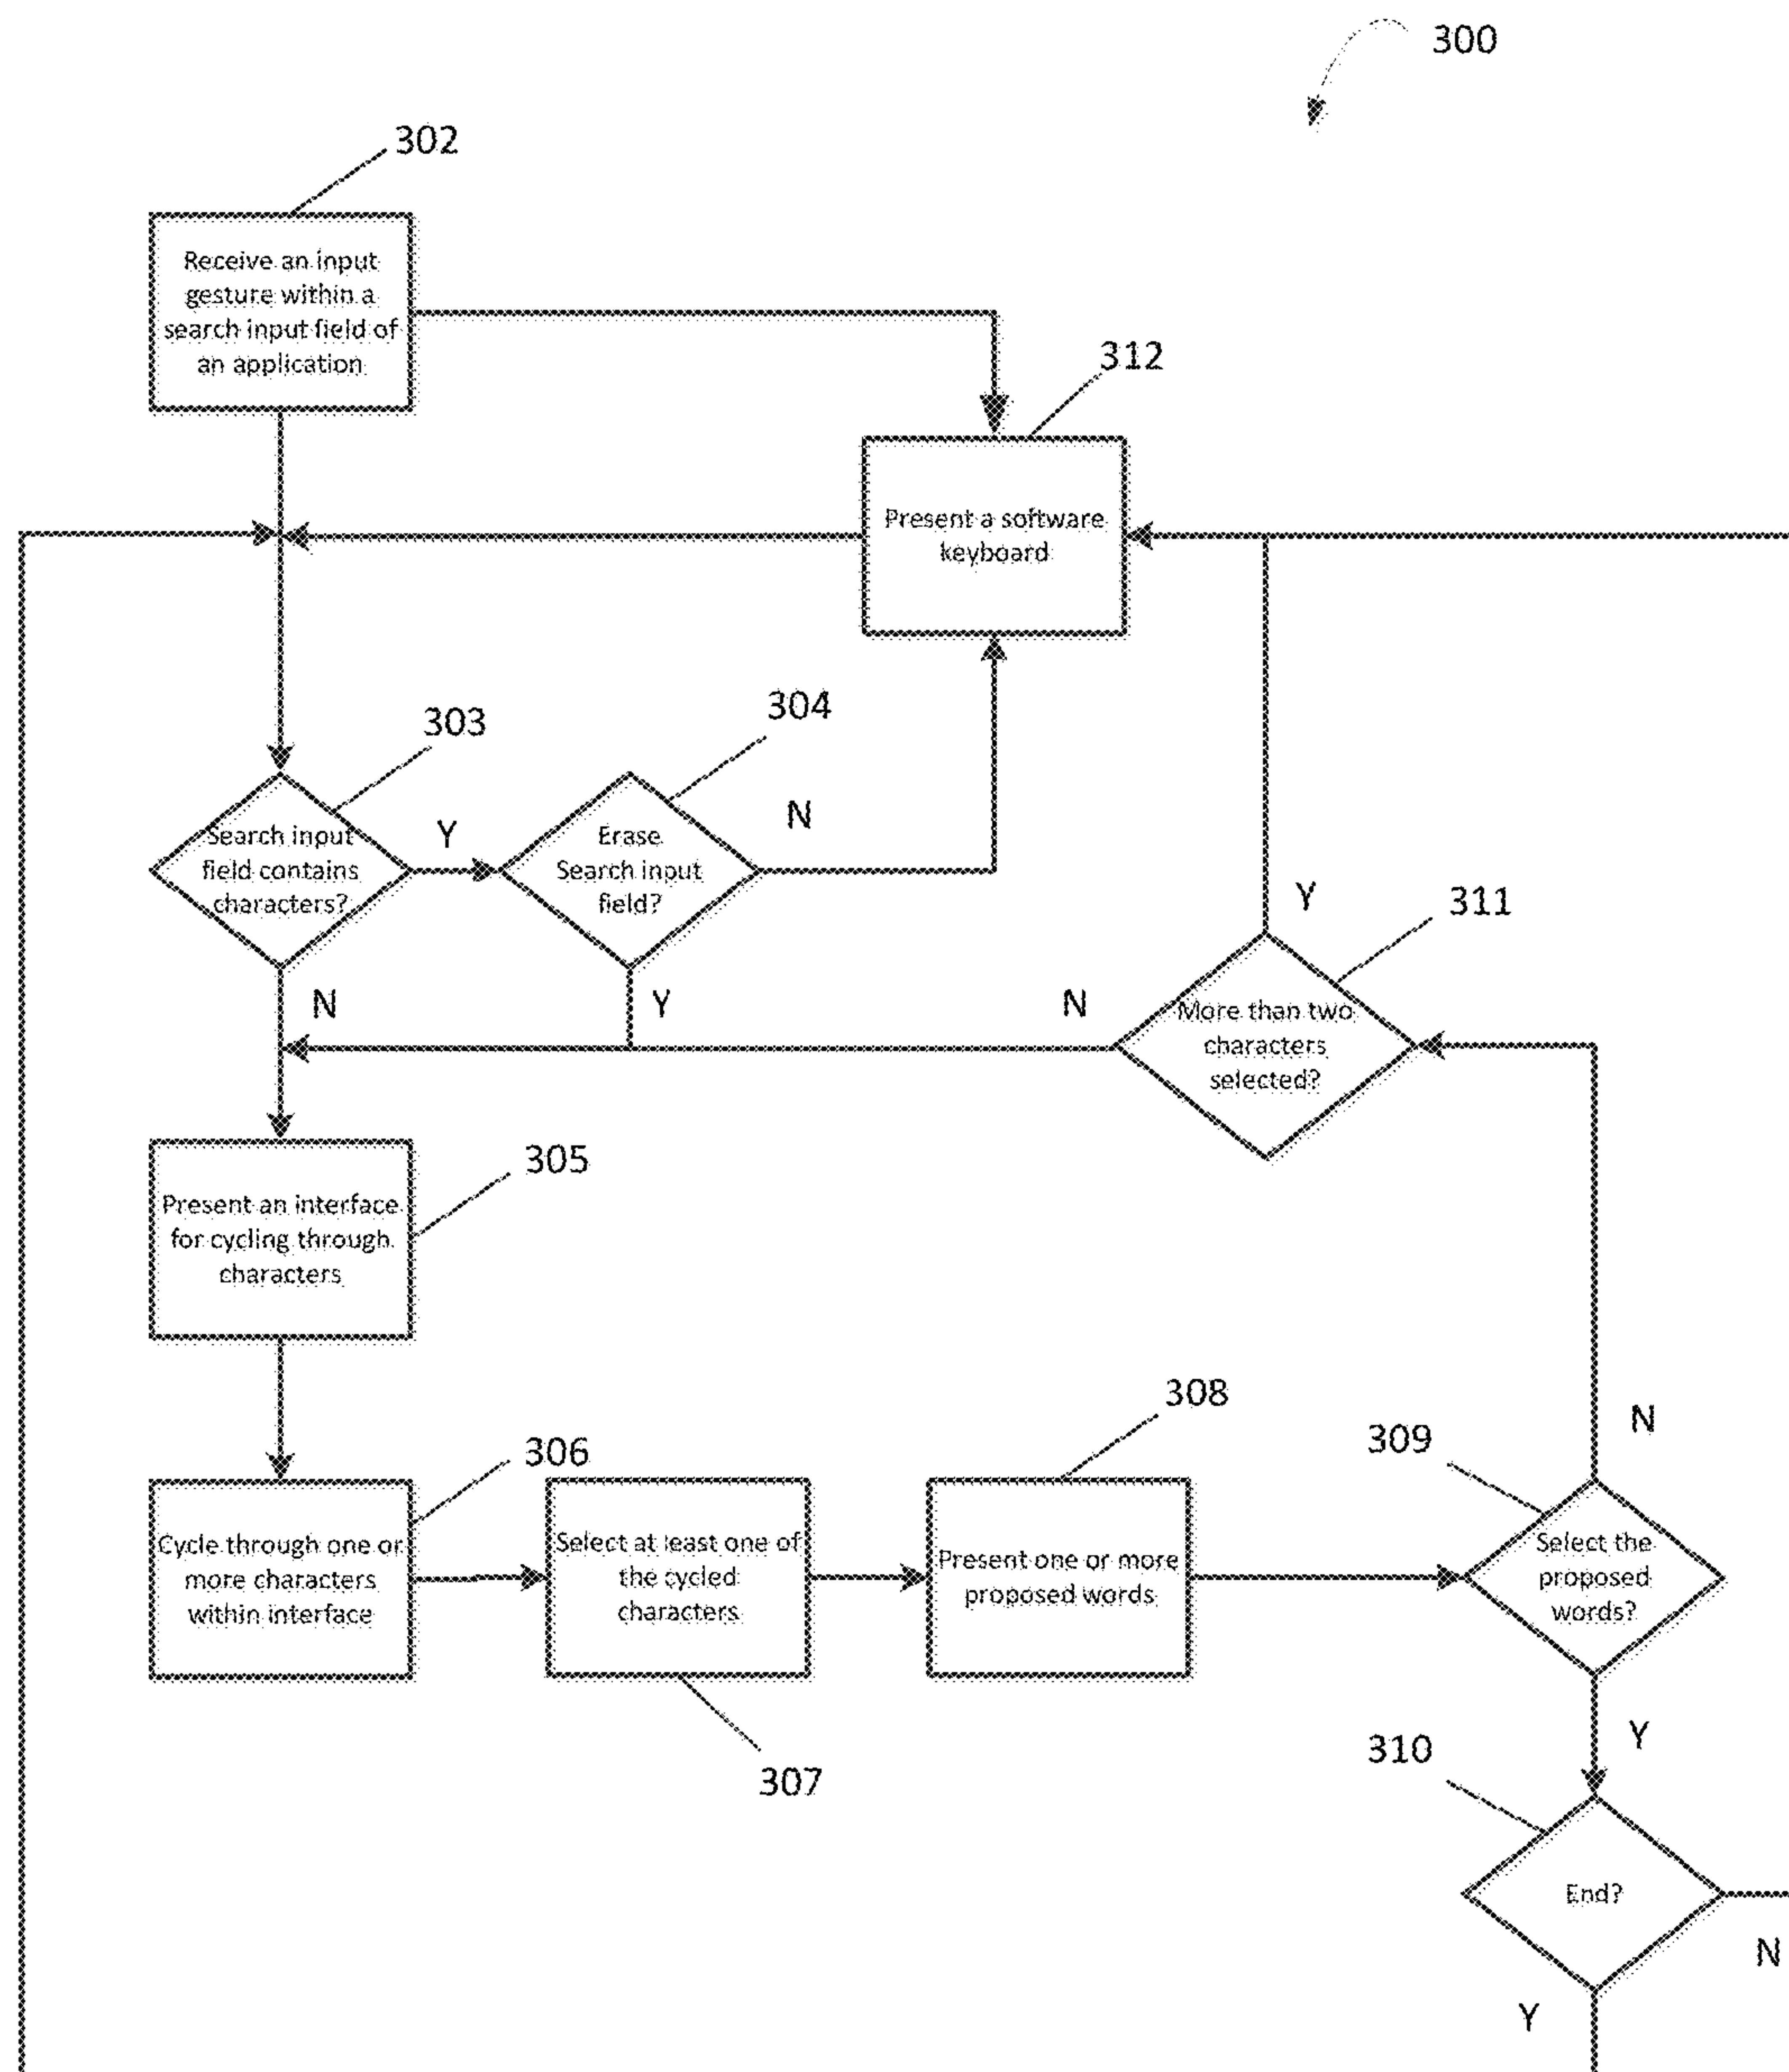 300
302
Receive an input
gesture within a
search input field of
an application
312
Present a software
keyboard
303
304
Search input
field contains
characters?
Y
Erase
Search input
field?
N
Y
311
More than two
characters
selected?
N
Y
N
305
Present an interface
for cycling through
characters
306
308
309
N
Cycle through one or
more characters
within interface
Select at least one of
the cycled
characters
Present one or more
proposed words
Select the
proposed
words?
307
310
Y
End?
N
Y